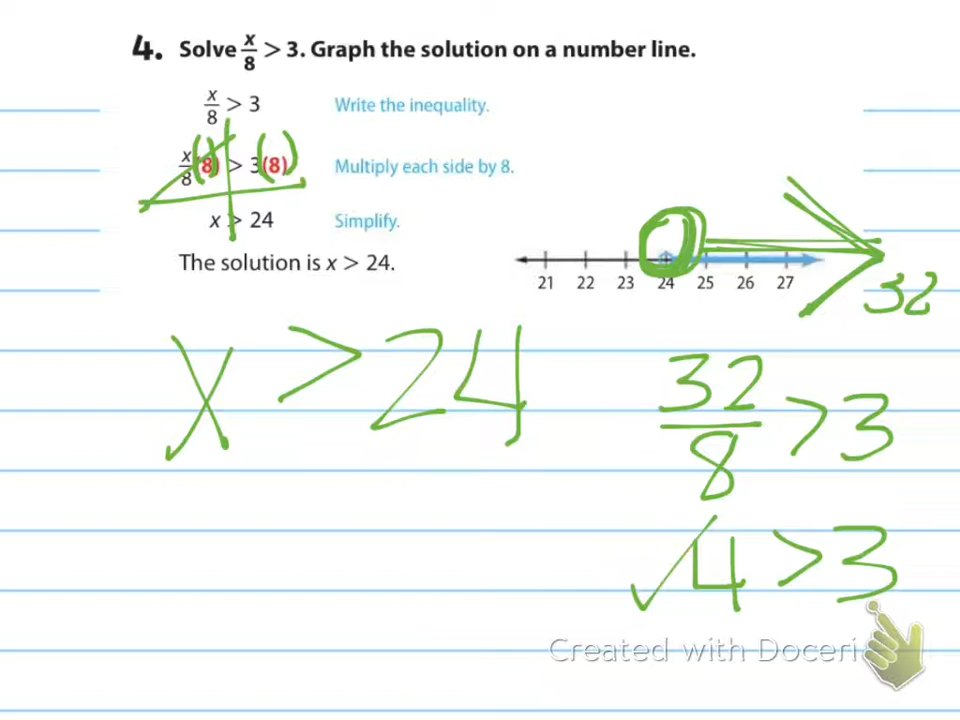 4. Solve x/8 > 3. Graph the solution on a number line.
x/8 > 3 Write the inequality.
x/8 (8) > 3(8) Multiply each side by 8.
x > 24 Simplify.
The solution is x > 24.
21 22 23 24 25 26 27
32
x > 24
32/8 > 3
√4 > 3
Created with Doceri